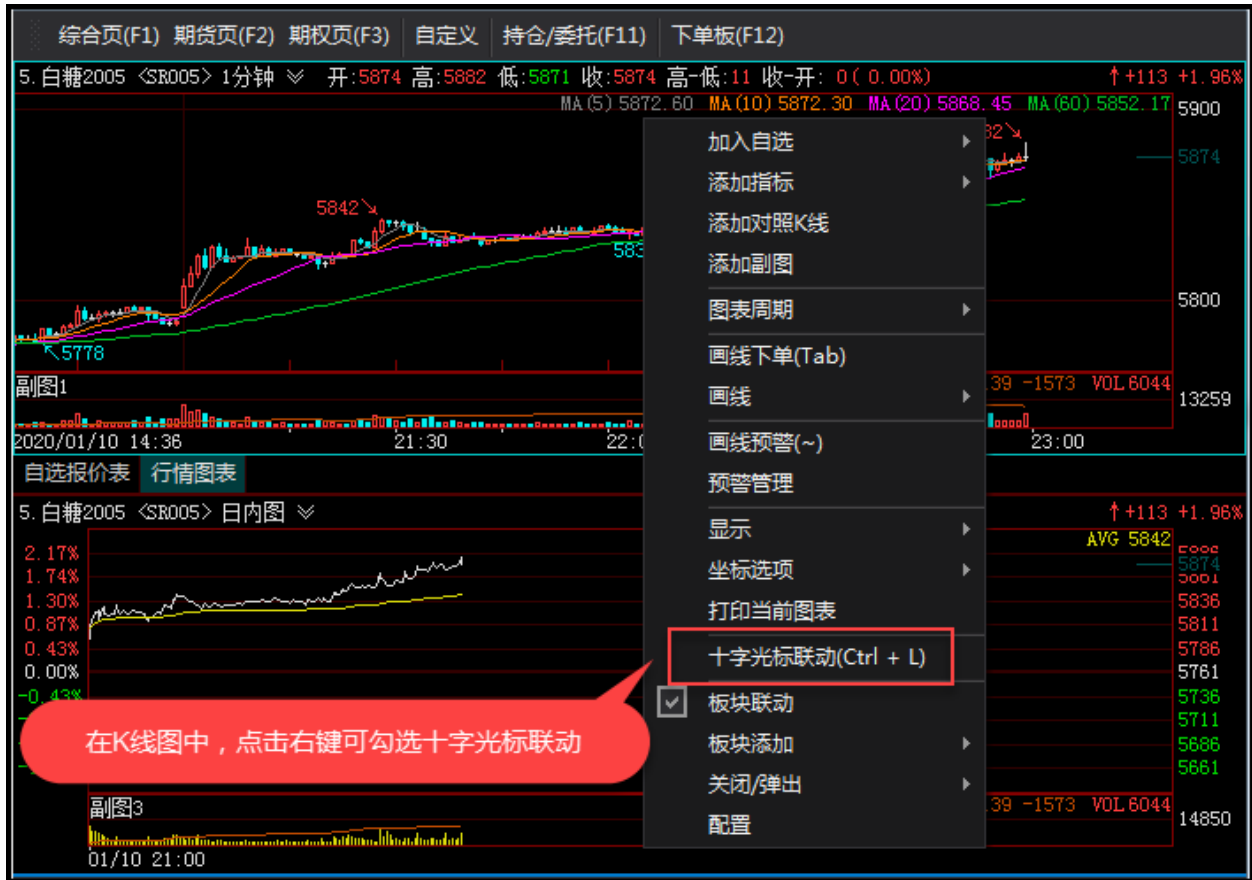 综合页(F1) 期货页(F2) 期权页(F3) 自定义 持仓/委托(F11) 下单板(F12)
5.白糖2005 <SR005> 1分钟 开:5874 高:5882 低:5871 收:5874 高-低:11 收-开: 0( 0.00%) ↑+113 +1.96%
MA(5) 5872.60 MA(10) 5872.30 MA(20) 5868.45 MA(60) 5852.17
5900
5874
5842
5800
5778
副图1
39 -1573 VOL 6044
13259
2020/01/10 14:36 21:30 22:0 23:00
自选报价表 行情图表
5.白糖2005 <SR005> 日内图 ↑+113 +1.96%
AVG 5842
2.17%
5874
1.74%
1.30% 5836
0.87% 5811
0.43% 5786
0.00% 5761
-0.43% 5736
5711
5686
5661
副图3
39 -1573 VOL 6044
14850
01/10 21:00
加入自选
添加指标
添加对照K线
添加副图
图表周期
画线下单(Tab)
画线
画线预警(~)
预警管理
显示
坐标选项
打印当前图表
十字光标联动(Ctrl + L)
板块联动
板块添加
关闭/弹出
配置
在K线图中，点击右键可勾选十字光标联动